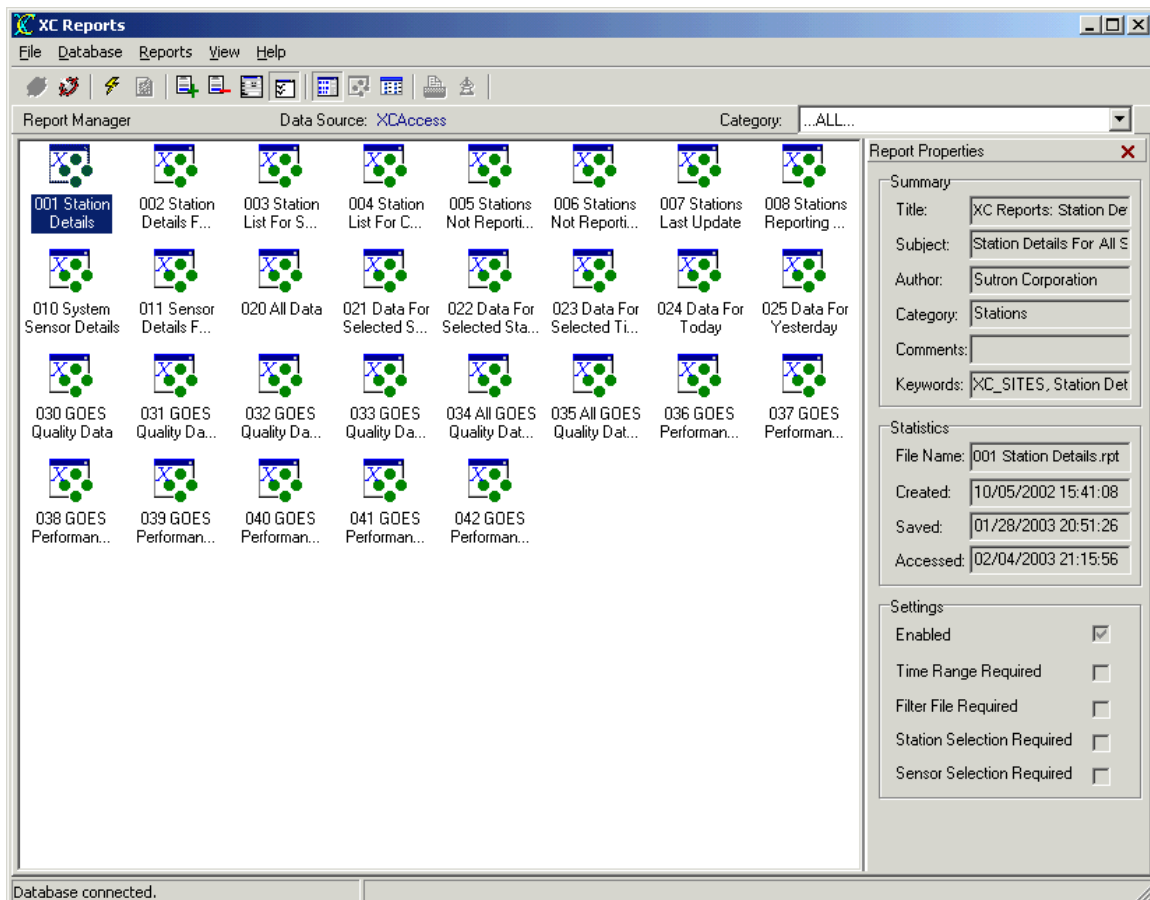 XC Reports
File Database Reports View Help
Report Manager Data Source: XCAccess Category: ...ALL...
001 Station Details
002 Station Details F...
003 Station List For S...
004 Station List For C...
005 Stations Not Reporti...
006 Stations Not Reporti...
007 Stations Last Update
008 Stations Reporting ...
010 System Sensor Details
011 Sensor Details F...
020 All Data
021 Data For Selected S...
022 Data For Selected Sta...
023 Data For Selected Ti...
024 Data For Today
025 Data For Yesterday
030 GOES Quality Data
031 GOES Quality Da...
032 GOES Quality Da...
033 GOES Quality Da...
034 All GOES Quality Dat...
035 All GOES Quality Dat...
036 GOES Performan...
037 GOES Performan...
038 GOES Performan...
039 GOES Performan...
040 GOES Performan...
041 GOES Performan...
042 GOES Performan...
Report Properties
Summary
Title: XC Reports: Station De
Subject: Station Details For All S
Author: Sutron Corporation
Category: Stations
Comments:
Keywords: XC_SITES, Station Det
Statistics
File Name: 001 Station Details.rpt
Created: 10/05/2002 15:41:08
Saved: 01/28/2003 20:51:26
Accessed: 02/04/2003 21:15:56
Settings
Enabled
Time Range Required
Filter File Required
Station Selection Required
Sensor Selection Required
Database connected.